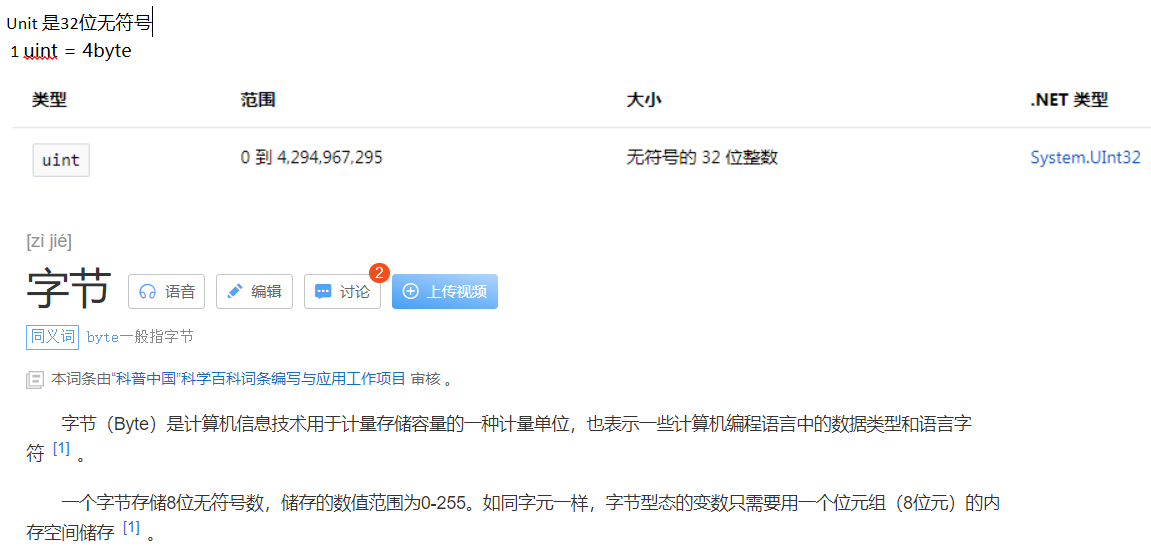 Unit 是32位无符号
1 uint = 4byte
类型 范围 大小 .NET 类型
uint 0 到 4,294,967,295 无符号的 32 位整数 System.UInt32
[zì jié]
字节 语音 编辑 讨论 2 上传视频
同义词 byte一般指字节
本词条由“科普中国”科学百科词条编写与应用工作项目 审核 。
字节（Byte）是计算机信息技术用于计量存储容量的一种计量单位，也表示一些计算机编程语言中的数据类型和语言字
符 [1] 。
一个字节存储8位无符号数，储存的数值范围为0-255。如同字元一样，字节型态的变数只需要用一个位元组（8位元）的内
存空间储存 [1] 。